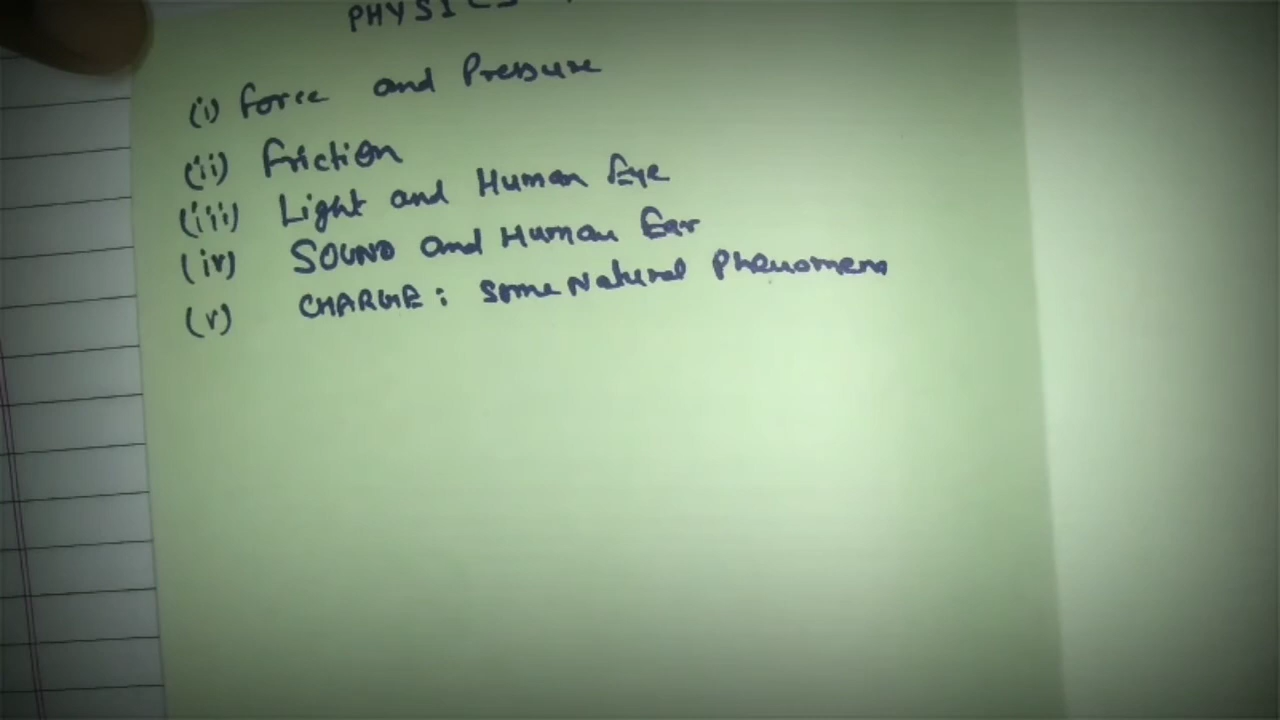 PHYSICS
(i) Force and Pressure
(ii) Friction
(iii) Light and Human Eye
(iv) SOUND and Human Ear
(v) CHARGE: Some Natural Phenomena